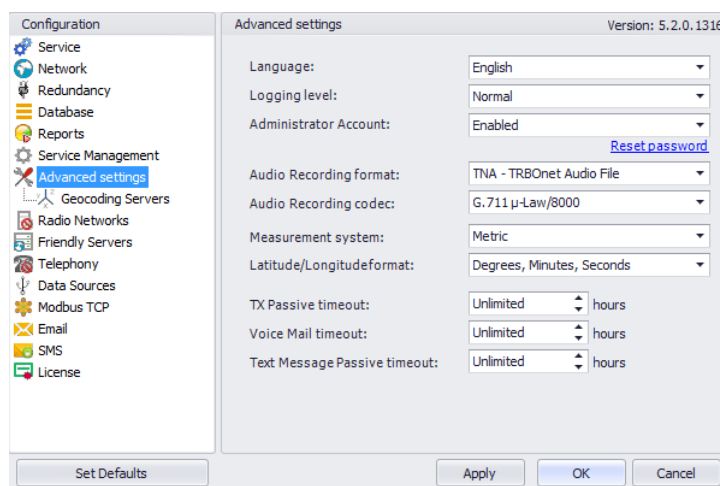 Configuration
Service
Network
Redundancy
Database
Reports
Service Management
Advanced settings
Geocoding Servers
Radio Networks
Friendly Servers
Telephony
Data Sources
Modbus TCP
Email
SMS
License
Set Defaults
Advanced settings Version: 5.2.0.1316
Language: English
Logging level: Normal
Administrator Account: Enabled
Reset password
Audio Recording format: TNA - TRBOnet Audio File
Audio Recording codec: G.711 µ-Law/8000
Measurement system: Metric
Latitude/Longitudeformat: Degrees, Minutes, Seconds
TX Passive timeout: Unlimited hours
Voice Mail timeout: Unlimited hours
Text Message Passive timeout: Unlimited hours
Apply OK Cancel